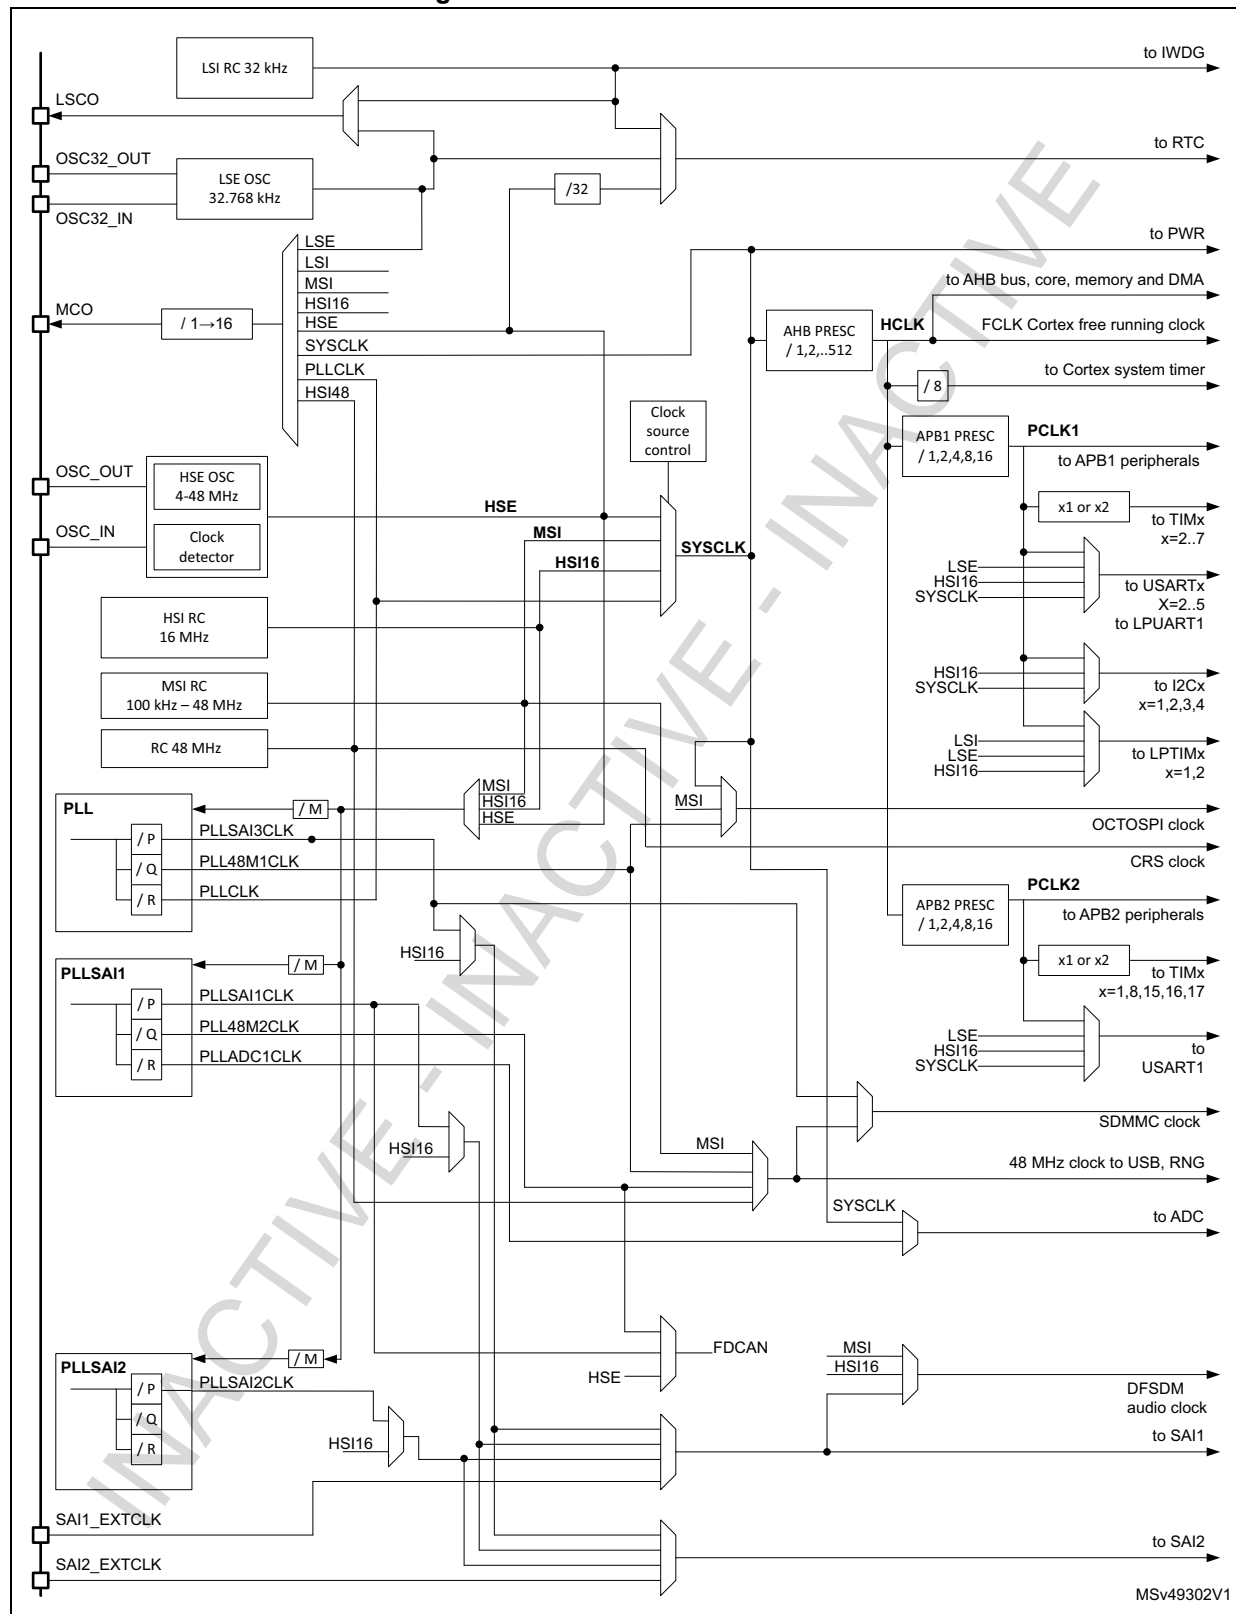 LSI RC 32 kHz
to IWDG
LSCO
to RTC
OSC32_OUT
LSE OSC
32.768 kHz
/32
OSC32_IN
LSE
to PWR
LSI
MSI
to AHB bus, core, memory and DMA
HSI16
MCO
/ 1→16
HSE
AHB PRESC
/ 1,2,..512
HCLK
FCLK Cortex free running clock
SYSCLK
PLLCLK
to Cortex system timer
/ 8
HSI48
Clock
source
control
APB1 PRESC
/ 1,2,4,8,16
PCLK1
to APB1 peripherals
OSC_OUT
HSE OSC
4-48 MHz
HSE
x1 or x2
to TIMx
x=2..7
OSC_IN
Clock
detector
MSI
SYSCLK
HSI16
LSE
HSI16
SYSCLK
to USARTx
X=2..5
to LPUART1
HSI RC
16 MHz
MSI RC
100 kHz – 48 MHz
HSI16
SYSCLK
to I2Cx
x=1,2,3,4
RC 48 MHz
LSI
LSE
HSI16
to LPTIMx
x=1,2
PLL
/ M
MSI
HSI16
HSE
MSI
OCTOSPI clock
/ P
PLLSAI3CLK
CRS clock
/ Q
PLL48M1CLK
/ R
PLLCLK
APB2 PRESC
/ 1,2,4,8,16
PCLK2
to APB2 peripherals
HSI16
PLLSAI1
/ M
x1 or x2
to TIMx
x=1,8,15,16,17
/ P
PLLSAI1CLK
/ Q
PLL48M2CLK
/ R
PLLADC1CLK
LSE
HSI16
SYSCLK
to
USART1
SDMMC clock
HSI16
MSI
48 MHz clock to USB, RNG
SYSCLK
to ADC
FDCAN
HSE
MSI
HSI16
DFSDM
audio clock
PLLSAI2
/ M
/ P
PLLSAI2CLK
/ Q
/ R
HSI16
to SAI1
SAI1_EXTCLK
to SAI2
SAI2_EXTCLK
MSv49302V1
INACTIVE - INACTIVE - INACTIVE